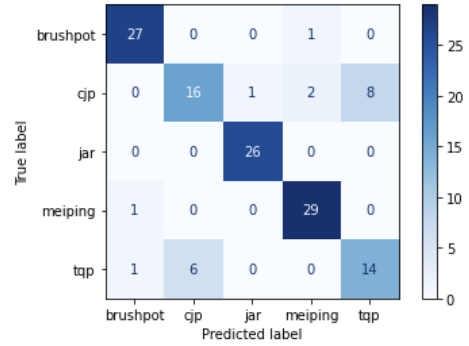 True label
brushpot 27 0 0 1 0
cjp 0 16 1 2 8
jar 0 0 26 0 0
meiping 1 0 0 29 0
tqp 1 6 0 0 14
brushpot cjp jar meiping tqp
Predicted label
25
20
15
10
5
0